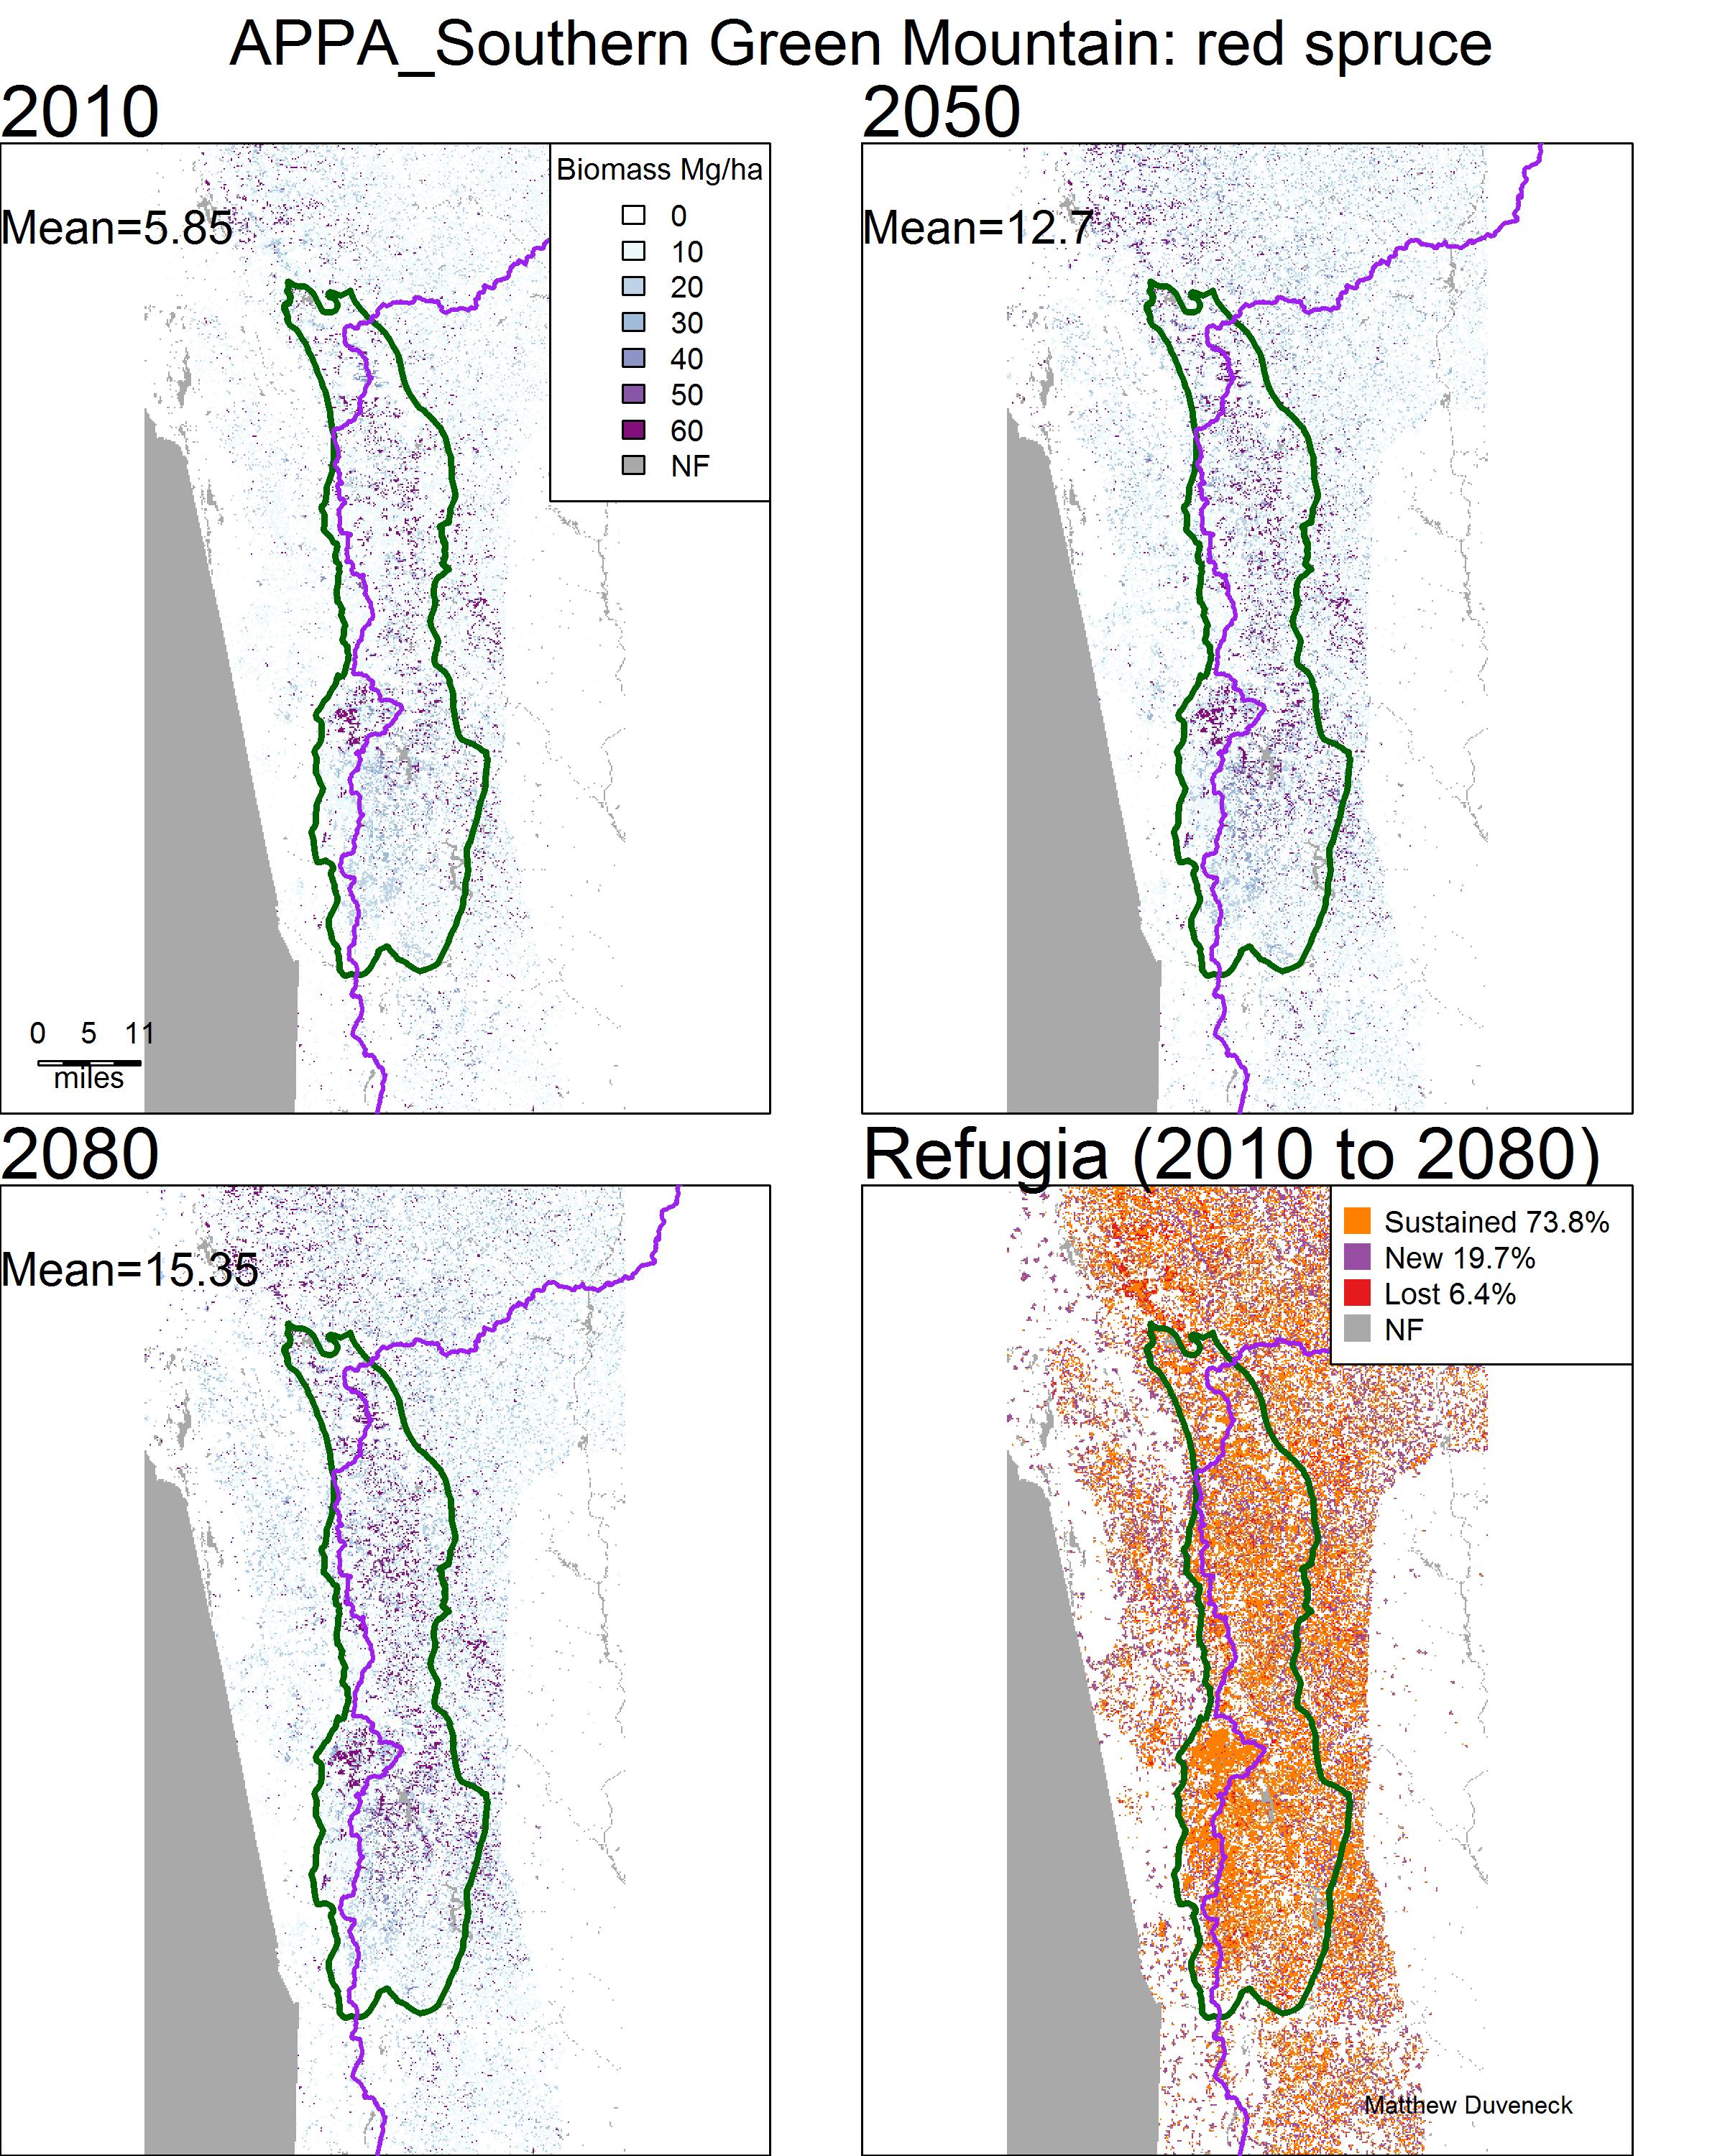 APPA_Southern Green Mountain: red spruce
2010
Mean=5.85
Biomass Mg/ha
0
10
20
30
40
50
60
NF
0 5 11
miles
2050
Mean=12.7
2080
Mean=15.35
Refugia (2010 to 2080)
Sustained 73.8%
New 19.7%
Lost 6.4%
NF
Matthew Duveneck